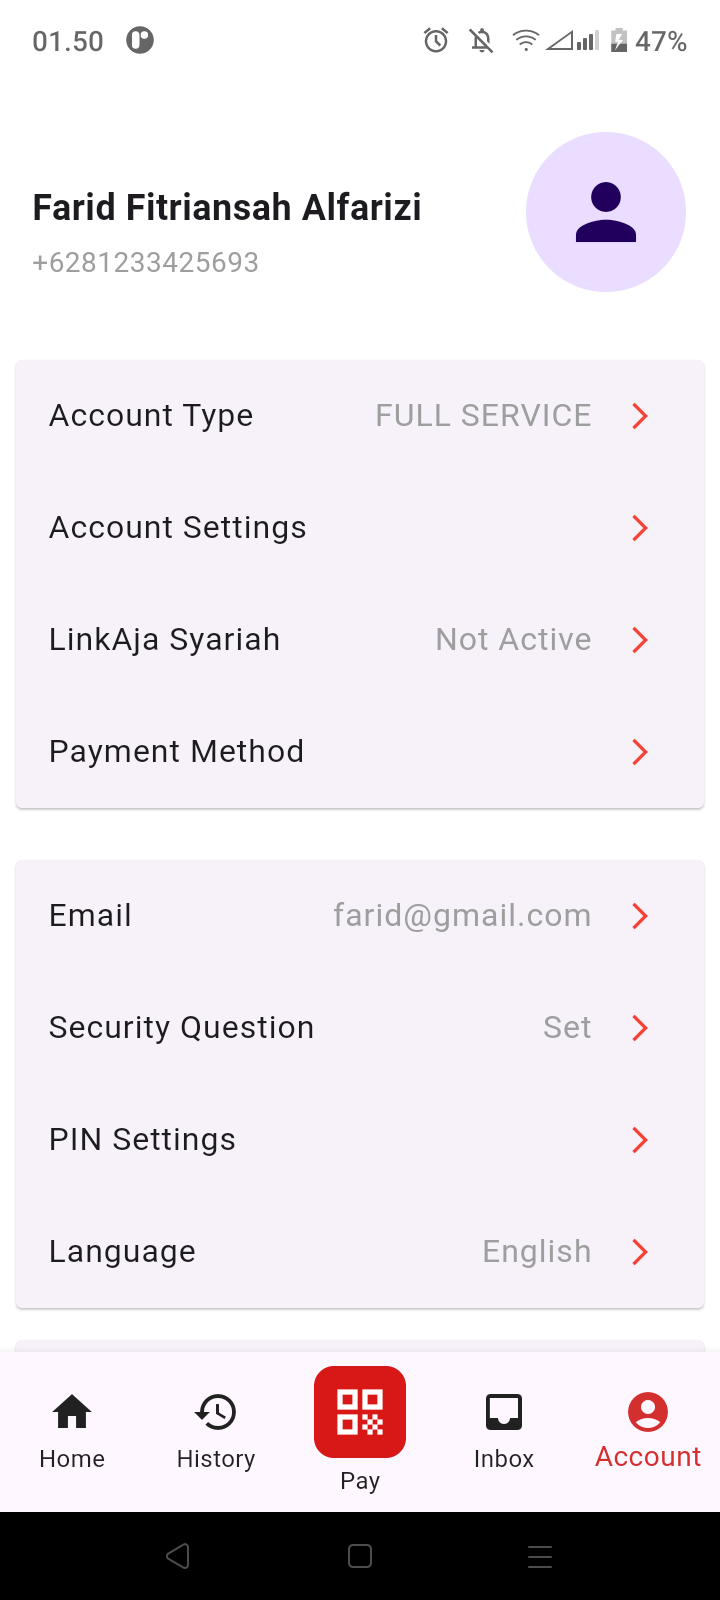 01.50
47%
Farid Fitriansah Alfarizi
+6281233425693
Account Type FULL SERVICE
Account Settings
LinkAja Syariah Not Active
Payment Method
Email farid@gmail.com
Security Question Set
PIN Settings
Language English
Home History Pay Inbox Account